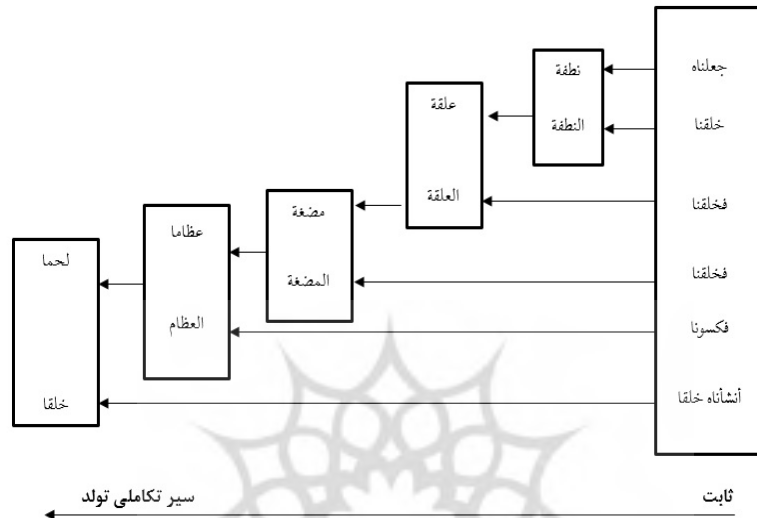 جعلناه
خلقنا
فخلقنا
فخلقنا
فكسونا
أنشأناه خلقا
نطفة
النطفة
علقة
العلقة
مضغة
المضغة
عظاما
العظام
لحما
خلقا
ثابت
سیر تکاملی تولد